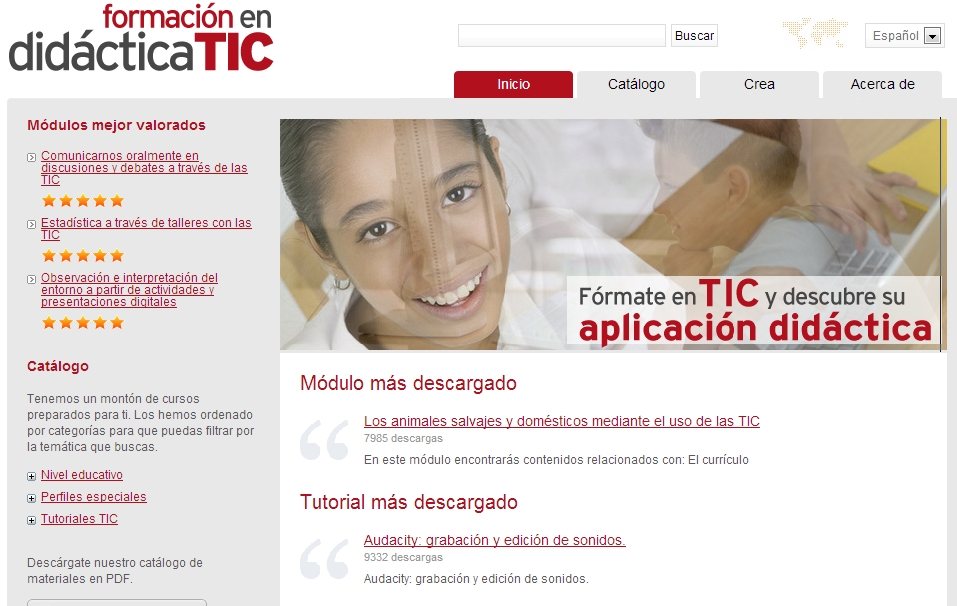 formación en
didácticaTIC
Buscar
Español
Inicio
Catálogo
Crea
Acerca de
Módulos mejor valorados
Comunicarnos oralmente en
discusiones y debates a través de las
TIC
Estadística a través de talleres con las
TIC
Observación e interpretación del
entorno a partir de actividades y
presentaciones digitales
Catálogo
Tenemos un montón de cursos
preparados para ti. Los hemos ordenado
por categorías para que puedas filtrar por
la temática que buscas.
Nivel educativo
Perfiles especiales
Tutoriales TIC
Descárgate nuestro catálogo de
materiales en PDF.
Fórmate en TIC y descubre su
aplicación didáctica
Módulo más descargado
Los animales salvajes y domésticos mediante el uso de las TIC
7985 descargas
En este módulo encontrarás contenidos relacionados con: El currículo
Tutorial más descargado
Audacity: grabación y edición de sonidos.
9332 descargas
Audacity: grabación y edición de sonidos.